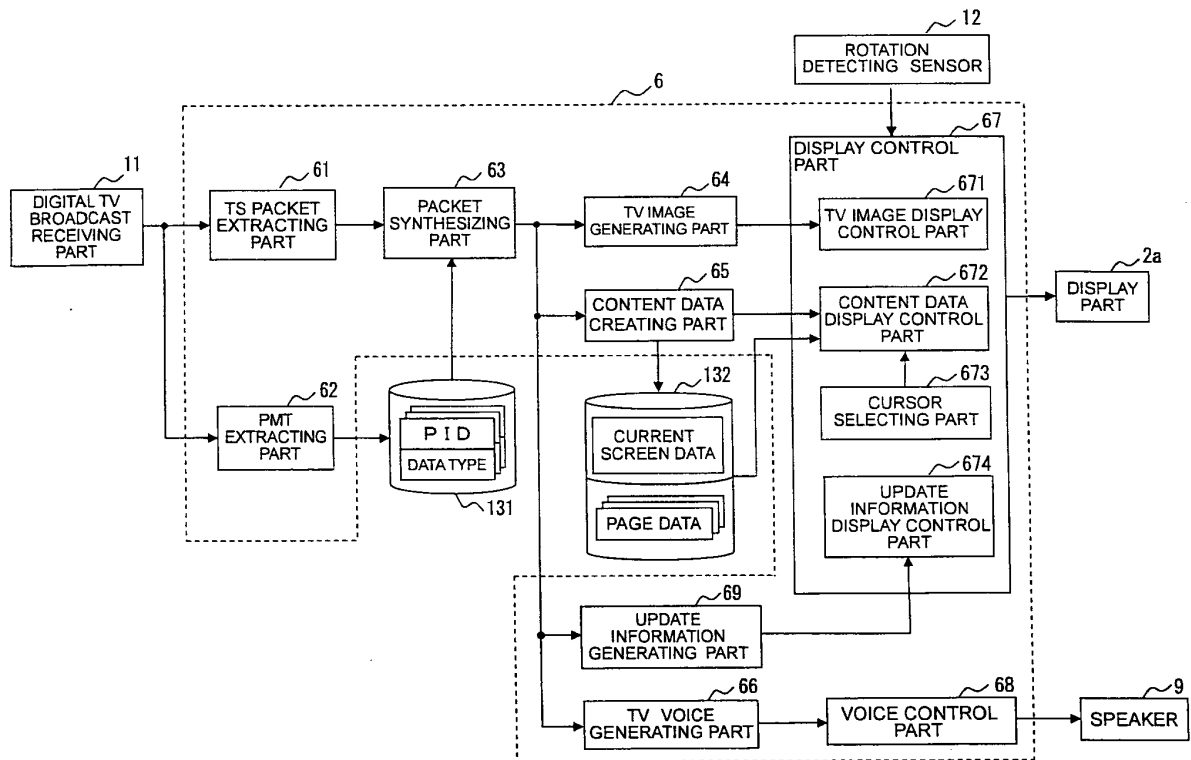 12
ROTATION
DETECTING SENSOR
6
67
DISPLAY CONTROL
PART
11
DIGITAL TV
BROADCAST
RECEIVING
PART
61
TS PACKET
EXTRACTING
PART
63
PACKET
SYNTHESIZING
PART
64
TV IMAGE
GENERATING PART
671
TV IMAGE DISPLAY
CONTROL PART
65
CONTENT DATA
CREATING PART
672
CONTENT DATA
DISPLAY CONTROL
PART
2a
DISPLAY
PART
62
PMT
EXTRACTING
PART
PID
DATA TYPE
131
132
CURRENT
SCREEN DATA
PAGE DATA
673
CURSOR
SELECTING PART
674
UPDATE
INFORMATION
DISPLAY CONTROL
PART
69
UPDATE
INFORMATION
GENERATING PART
66
TV VOICE
GENERATING PART
68
VOICE CONTROL
PART
9
SPEAKER